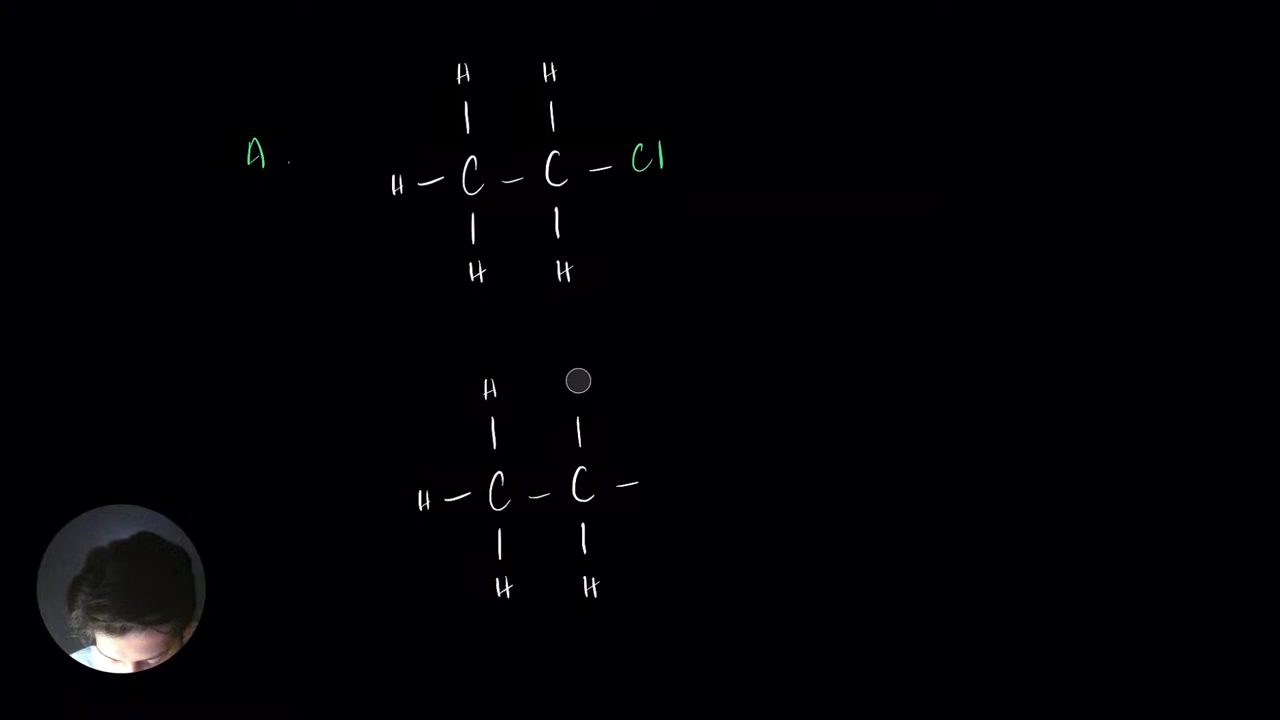 H H
A. H – C – C – Cl
H H
H
H – C – C –
H H